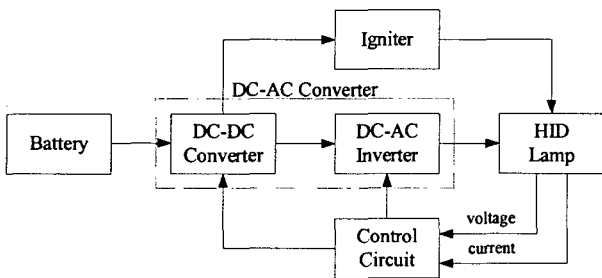 Igniter
DC-AC Converter
Battery
DC-DC
Converter
DC-AC
Inverter
HID
Lamp
voltage
Control
Circuit
current